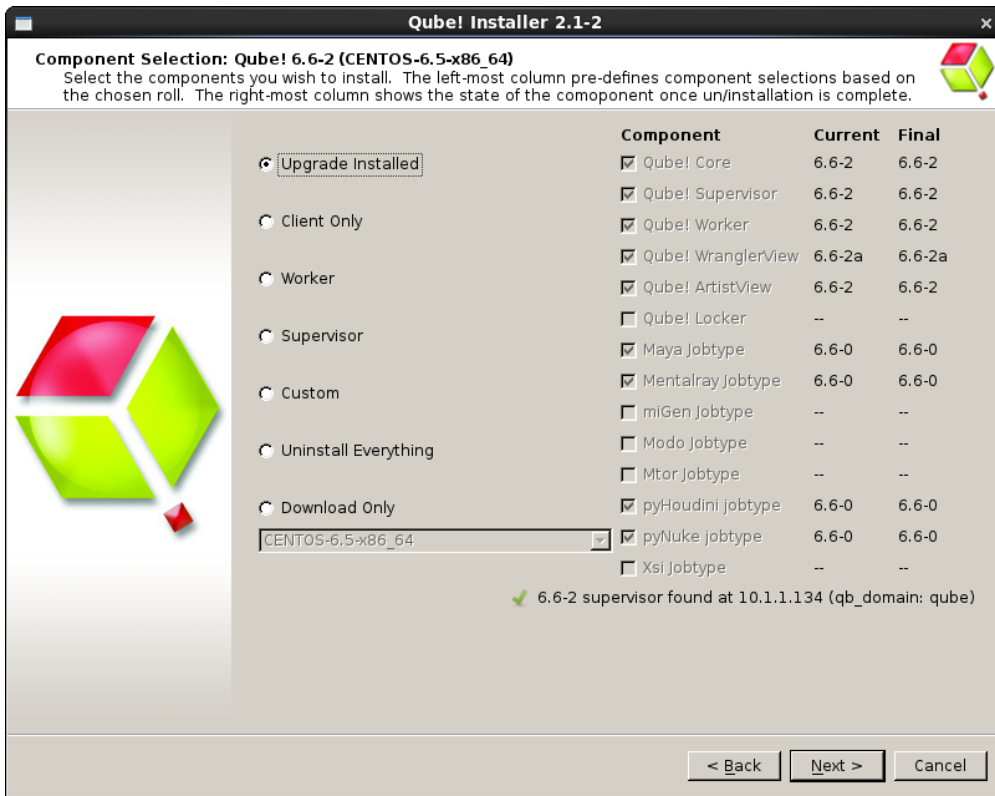 Qube! Installer 2.1-2
Component Selection: Qube! 6.6-2 (CENTOS-6.5-x86_64)
Select the components you wish to install. The left-most column pre-defines component selections based on
the chosen roll. The right-most column shows the state of the comoponent once un/installation is complete.
Upgrade Installed
Client Only
Worker
Supervisor
Custom
Uninstall Everything
Download Only
CENTOS-6.5-x86_64
Component Current Final
Qube! Core 6.6-2 6.6-2
Qube! Supervisor 6.6-2 6.6-2
Qube! Worker 6.6-2 6.6-2
Qube! WranglerView 6.6-2a 6.6-2a
Qube! ArtistView 6.6-2 6.6-2
Qube! Locker -- --
Maya Jobtype 6.6-0 6.6-0
Mentalray Jobtype 6.6-0 6.6-0
miGen Jobtype -- --
Modo Jobtype -- --
Mtor Jobtype -- --
pyHoudini jobtype 6.6-0 6.6-0
pyNuke jobtype 6.6-0 6.6-0
Xsi Jobtype -- --
6.6-2 supervisor found at 10.1.1.134 (qb_domain: qube)
< Back
Next >
Cancel